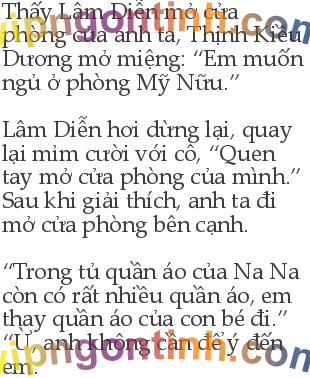 Thấy Lâm Diễn mở cửa
phòng của anh ta, Thịnh Kiều
Dương mở miệng: “Em muốn
ngủ ở phòng Mỹ Nữu.”
Lâm Diễn hơi dừng lại, quay
lại mỉm cười với cô, “Quen
tay mở cửa phòng của mình.”
Sau khi giải thích, anh ta đi
mở cửa phòng bên cạnh.
“Trong tủ quần áo của Na Na
còn có rất nhiều quần áo, em
thay quần áo của con bé đi.”
“Ừ, anh không cần để ý đến
em.
vipngontinh.com
vipngontinh.com